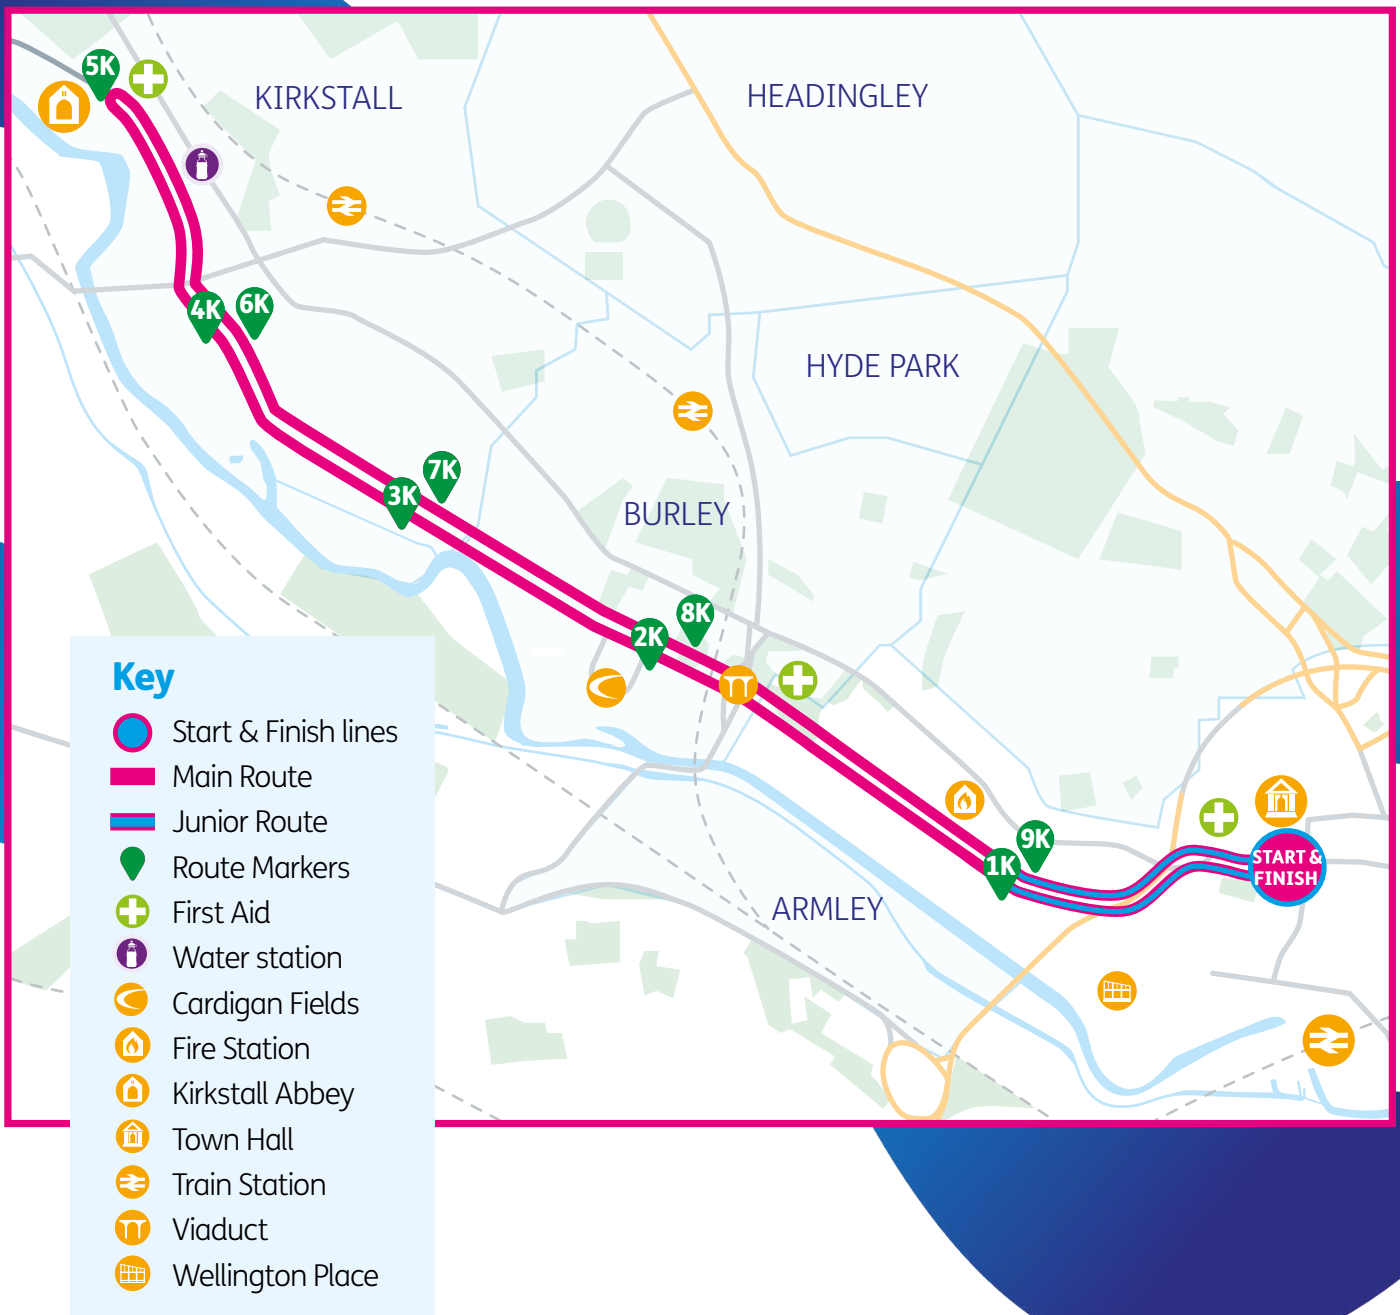 5K
KIRKSTALL
HEADINGLEY
4K
6K
HYDE PARK
7K
3K
BURLEY
8K
2K
9K
1K
START &
FINISH
ARMLEY
Key
Start & Finish lines
Main Route
Junior Route
Route Markers
First Aid
Water station
Cardigan Fields
Fire Station
Kirkstall Abbey
Town Hall
Train Station
Viaduct
Wellington Place